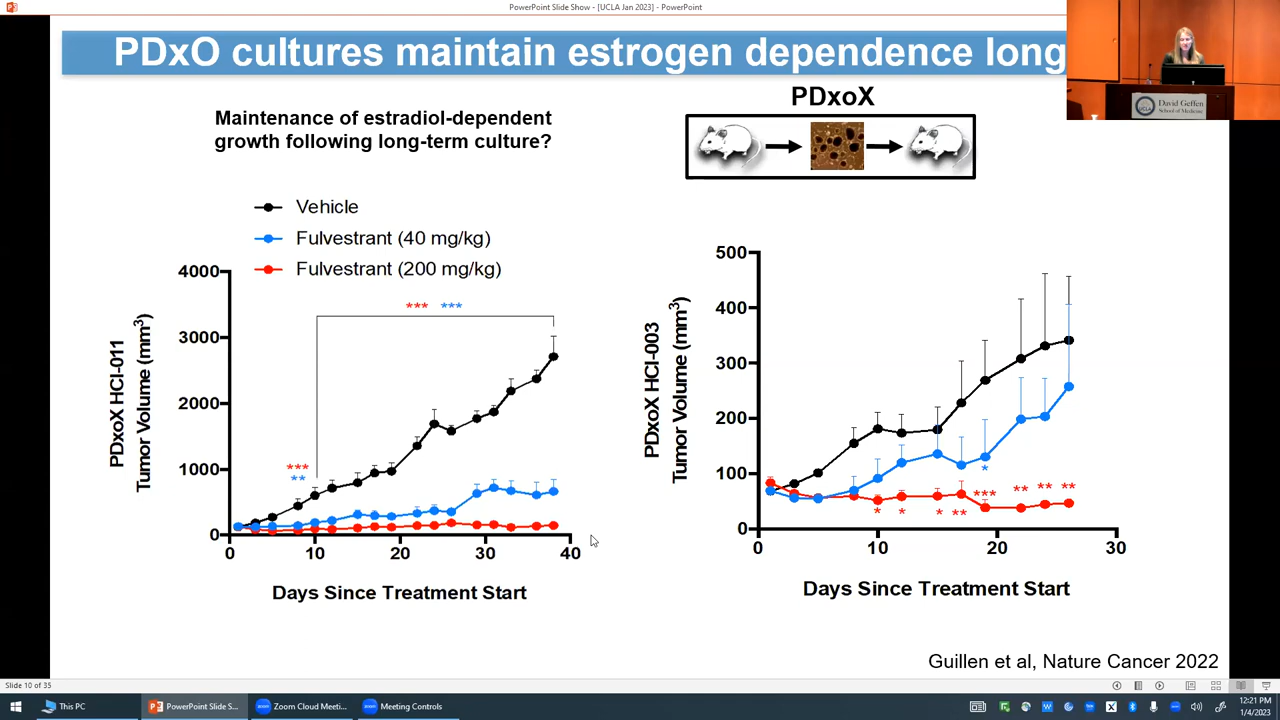 PowerPoint Slide Show - [UCLA Jan 2023] - PowerPoint
PDxO cultures maintain estrogen dependence long
UCLA
David Geffen
School of Medicine
Maintenance of estradiol-dependent
growth following long-term culture?
PDxoX
Vehicle
Fulvestrant (40 mg/kg)
Fulvestrant (200 mg/kg)
PDxoX HCI-011
Tumor Volume (mm³)
4000
3000
2000
1000
0
*** ***
***
**
0 10 20 30 40
Days Since Treatment Start
PDxoX HCI-003
Tumor Volume (mm³)
500
400
300
200
100
0
*
* * * ** *** ** ** **
0 10 20 30
Days Since Treatment Start
Guillen et al, Nature Cancer 2022
Slide 10 of 35
This PC
PowerPoint Slide S...
Zoom Cloud Meeti...
Meeting Controls
12:21 PM
1/4/2023